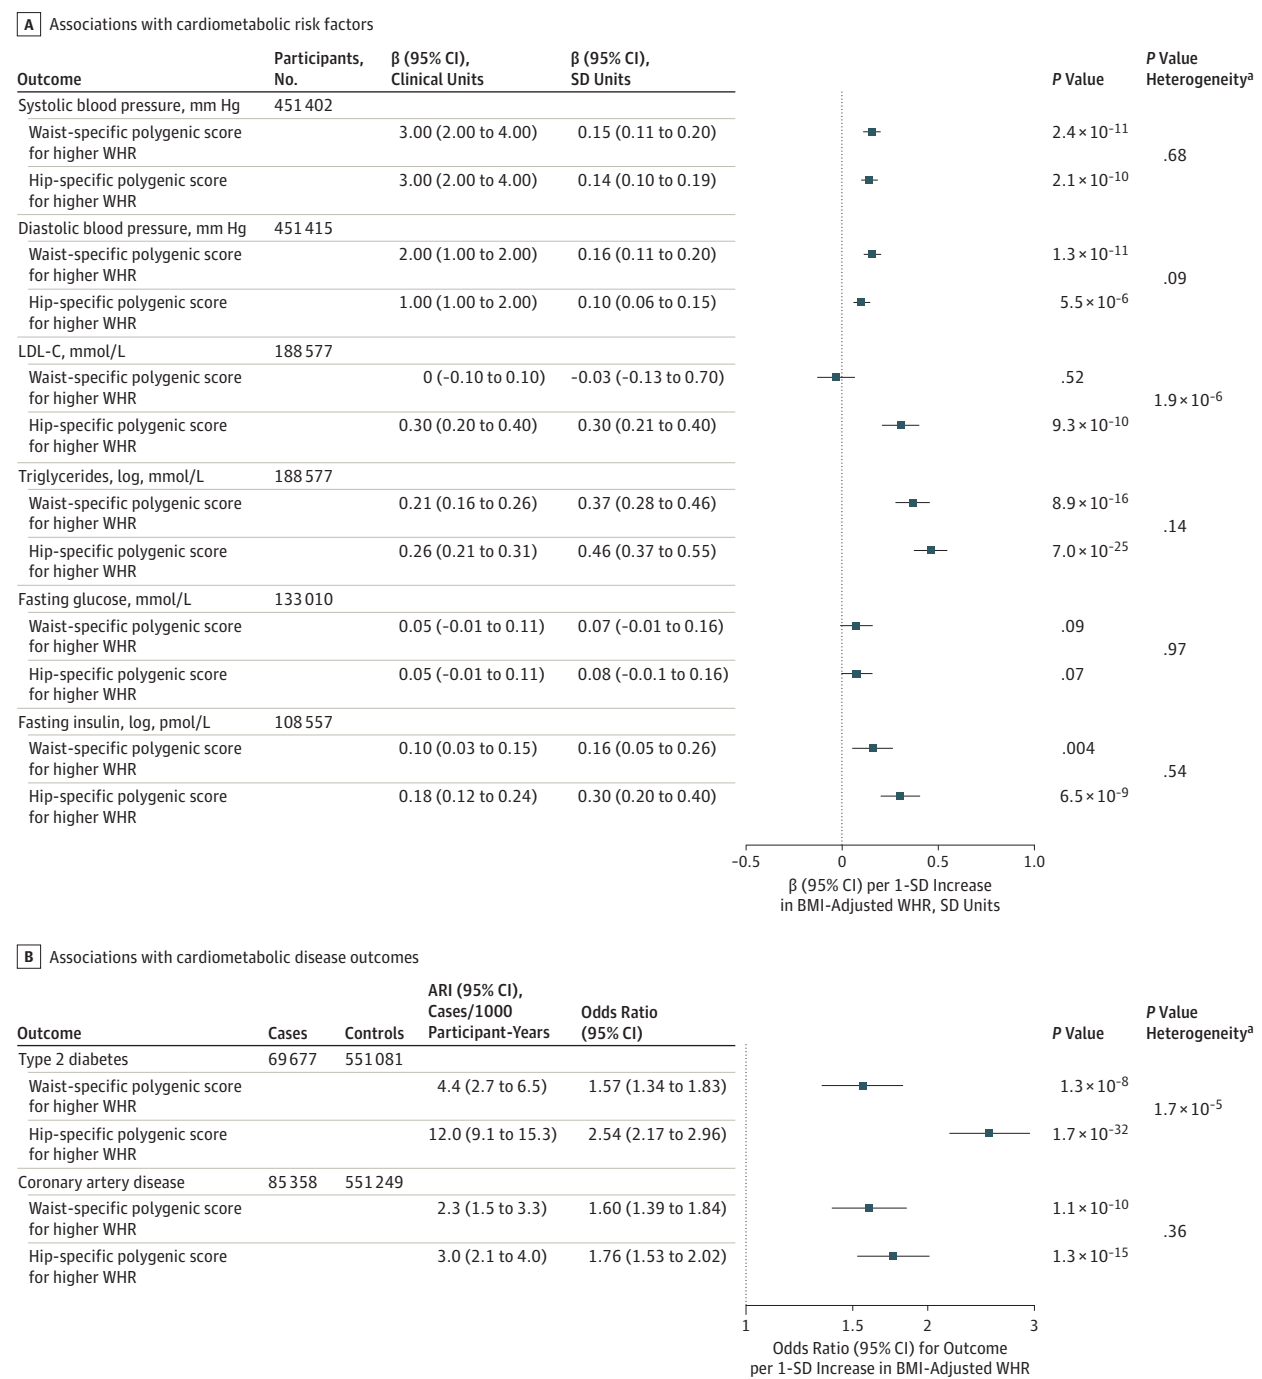 A Associations with cardiometabolic risk factors
Outcome Participants, No. β (95% CI), Clinical Units β (95% CI), SD Units P Value P Value Heterogeneityᵃ
Systolic blood pressure, mm Hg 451 402
Waist-specific polygenic score for higher WHR 3.00 (2.00 to 4.00) 0.15 (0.11 to 0.20) 2.4 × 10⁻¹¹
.68
Hip-specific polygenic score for higher WHR 3.00 (2.00 to 4.00) 0.14 (0.10 to 0.19) 2.1 × 10⁻¹⁰
Diastolic blood pressure, mm Hg 451 415
Waist-specific polygenic score for higher WHR 2.00 (1.00 to 2.00) 0.16 (0.11 to 0.20) 1.3 × 10⁻¹¹
.09
Hip-specific polygenic score for higher WHR 1.00 (1.00 to 2.00) 0.10 (0.06 to 0.15) 5.5 × 10⁻⁶
LDL-C, mmol/L 188 577
Waist-specific polygenic score for higher WHR 0 (-0.10 to 0.10) -0.03 (-0.13 to 0.70) .52
1.9 × 10⁻⁶
Hip-specific polygenic score for higher WHR 0.30 (0.20 to 0.40) 0.30 (0.21 to 0.40) 9.3 × 10⁻¹⁰
Triglycerides, log, mmol/L 188 577
Waist-specific polygenic score for higher WHR 0.21 (0.16 to 0.26) 0.37 (0.28 to 0.46) 8.9 × 10⁻¹⁶
.14
Hip-specific polygenic score for higher WHR 0.26 (0.21 to 0.31) 0.46 (0.37 to 0.55) 7.0 × 10⁻²⁵
Fasting glucose, mmol/L 133 010
Waist-specific polygenic score for higher WHR 0.05 (-0.01 to 0.11) 0.07 (-0.01 to 0.16) .09
.97
Hip-specific polygenic score for higher WHR 0.05 (-0.01 to 0.11) 0.08 (-0.0.1 to 0.16) .07
Fasting insulin, log, pmol/L 108 557
Waist-specific polygenic score for higher WHR 0.10 (0.03 to 0.15) 0.16 (0.05 to 0.26) .004
.54
Hip-specific polygenic score for higher WHR 0.18 (0.12 to 0.24) 0.30 (0.20 to 0.40) 6.5 × 10⁻⁹
-0.5 0 0.5 1.0
β (95% CI) per 1-SD Increase
in BMI-Adjusted WHR, SD Units
B Associations with cardiometabolic disease outcomes
Outcome Cases Controls ARI (95% CI), Cases/1000 Participant-Years Odds Ratio (95% CI) P Value P Value Heterogeneityᵃ
Type 2 diabetes 69 677 551 081
Waist-specific polygenic score for higher WHR 4.4 (2.7 to 6.5) 1.57 (1.34 to 1.83) 1.3 × 10⁻⁸
1.7 × 10⁻⁵
Hip-specific polygenic score for higher WHR 12.0 (9.1 to 15.3) 2.54 (2.17 to 2.96) 1.7 × 10⁻³²
Coronary artery disease 85 358 551 249
Waist-specific polygenic score for higher WHR 2.3 (1.5 to 3.3) 1.60 (1.39 to 1.84) 1.1 × 10⁻¹⁰
.36
Hip-specific polygenic score for higher WHR 3.0 (2.1 to 4.0) 1.76 (1.53 to 2.02) 1.3 × 10⁻¹⁵
1 1.5 2 3
Odds Ratio (95% CI) for Outcome
per 1-SD Increase in BMI-Adjusted WHR